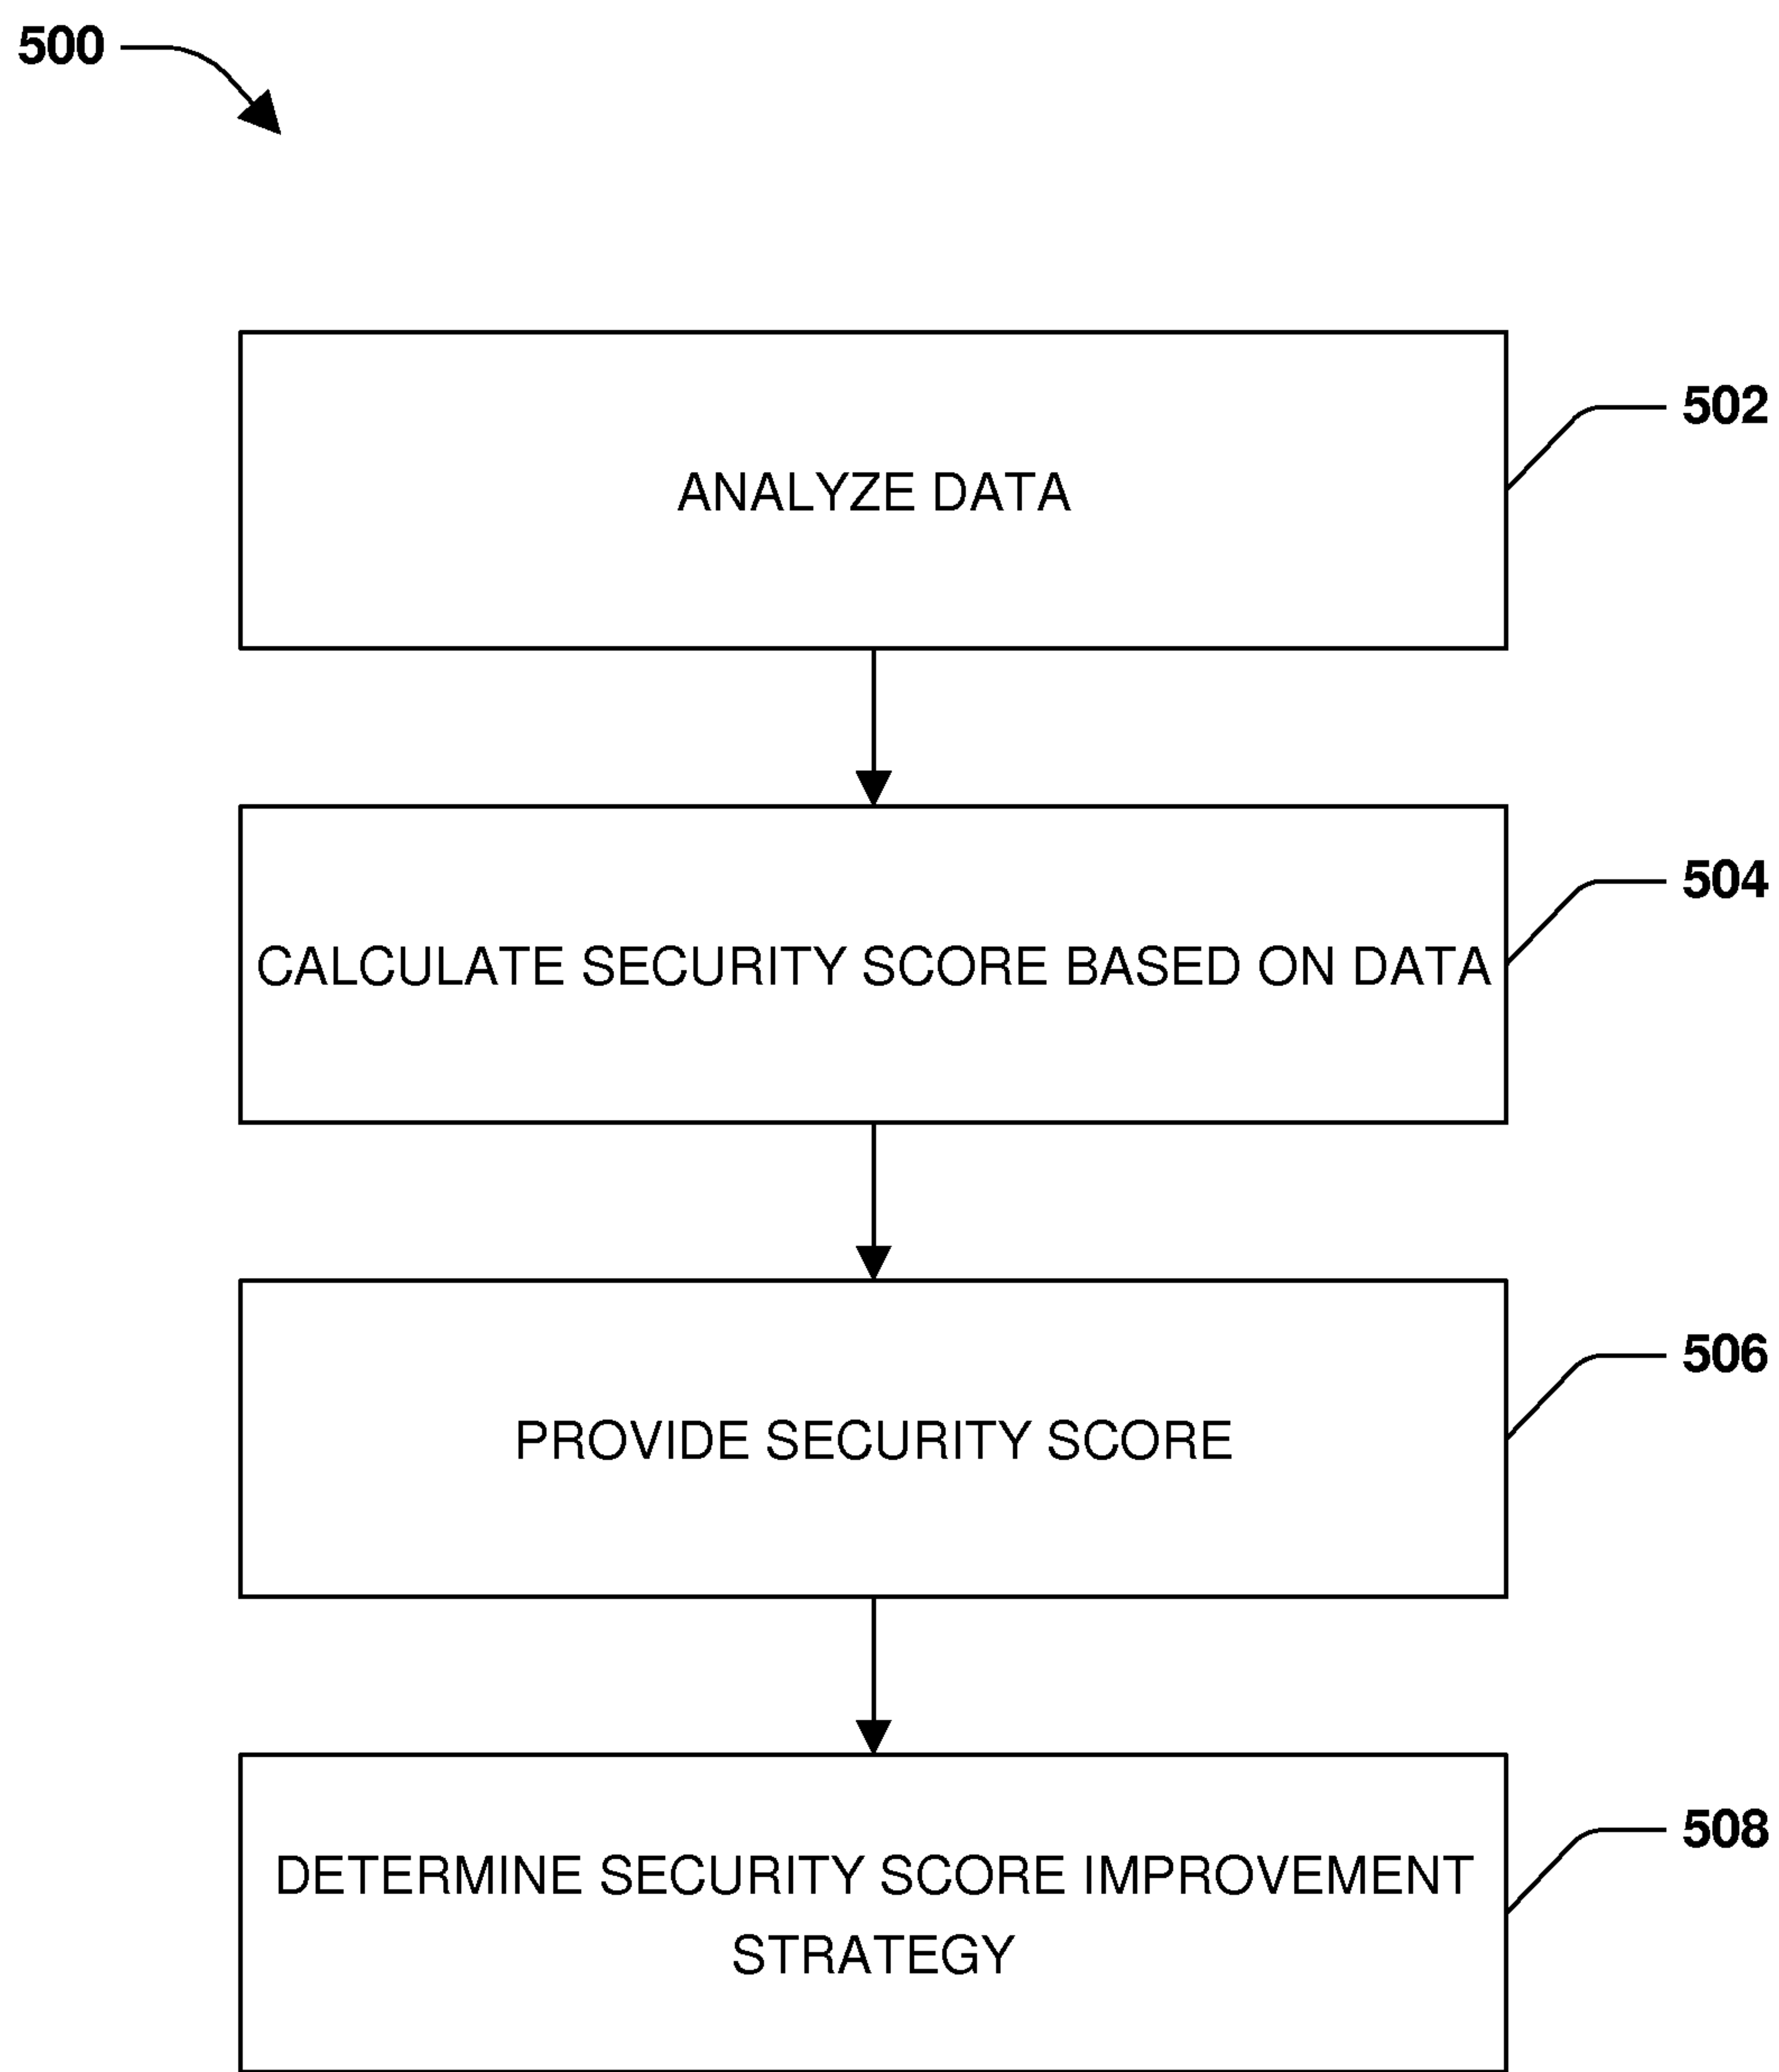 500
502
ANALYZE DATA
504
CALCULATE SECURITY SCORE BASED ON DATA
506
PROVIDE SECURITY SCORE
508
DETERMINE SECURITY SCORE IMPROVEMENT
STRATEGY